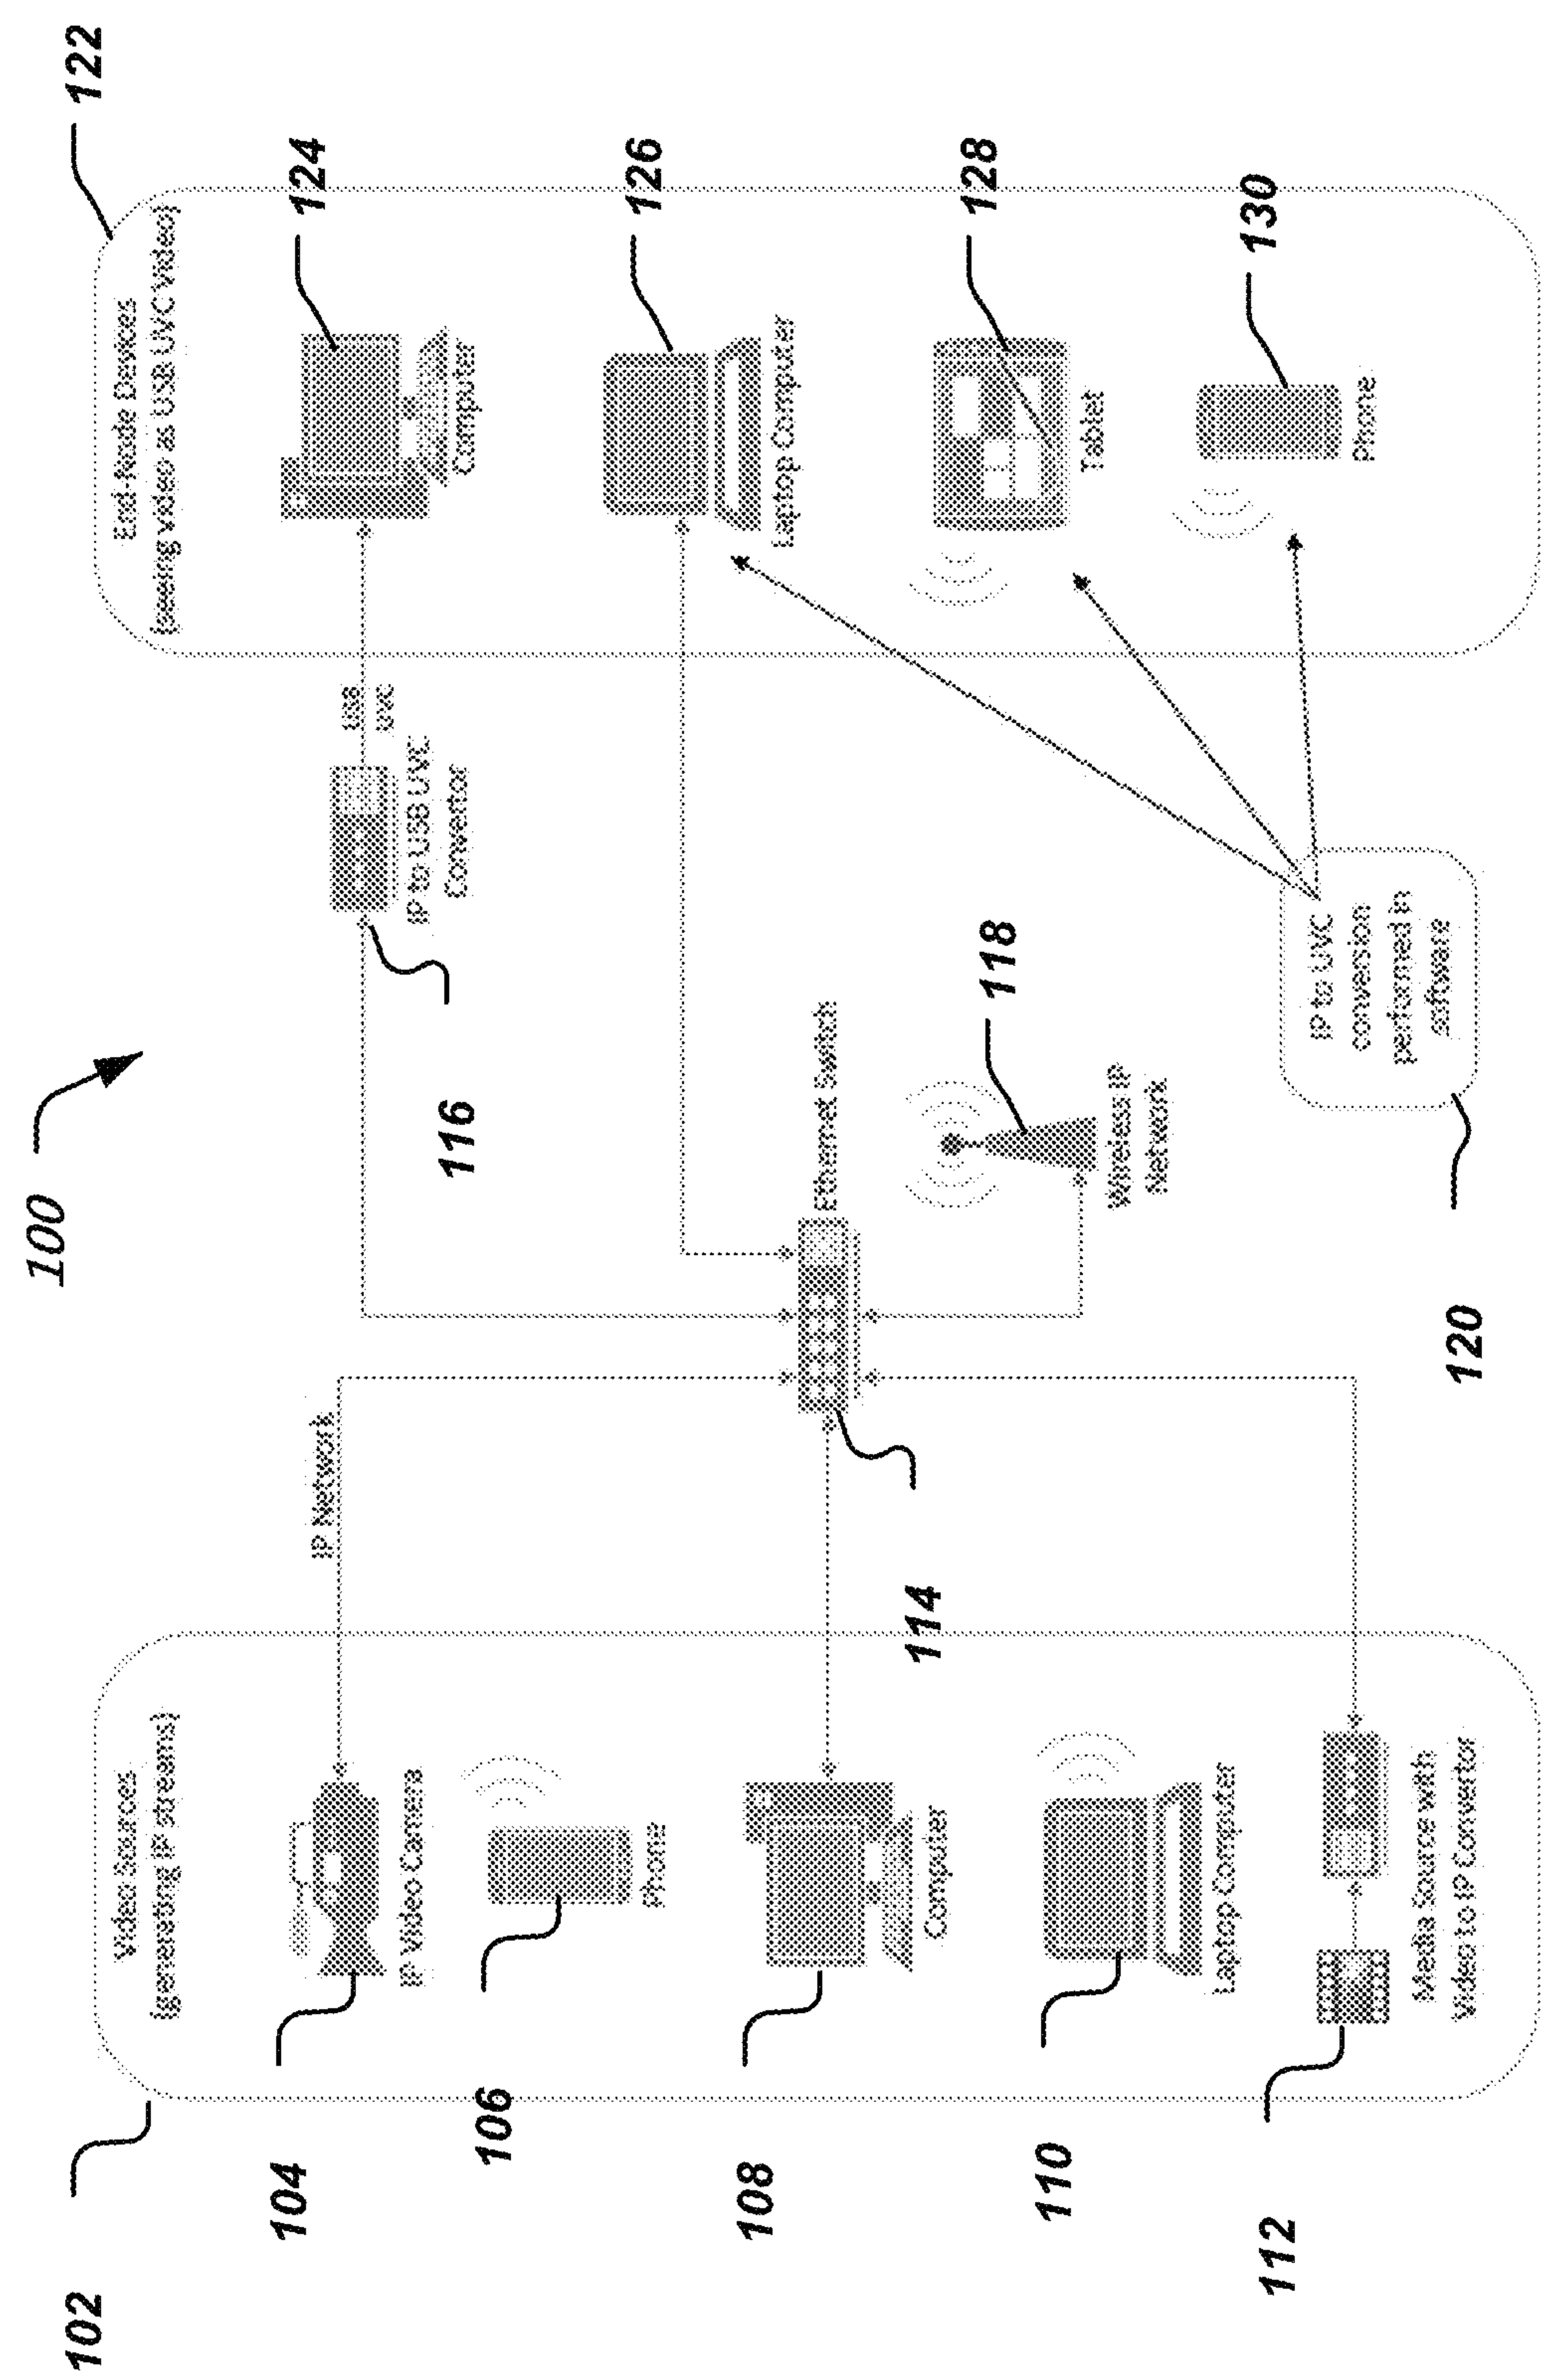 100
102
Video Sources
(generating IP streams)
104
IP Video Camera
106
Phone
108
Computer
110
Laptop Computer
112
Media Source with
Video to IP Convertor
IP Network
114
Ethernet Switch
116
IP to USB UVC
Convertor
USB
UVC
118
Wireless IP
Network
120
IP to UVC
conversion
performed in
software
122
End-Node Devices
(seeing video as USB UVC Video)
124
Computer
126
Laptop Computer
128
Tablet
130
Phone